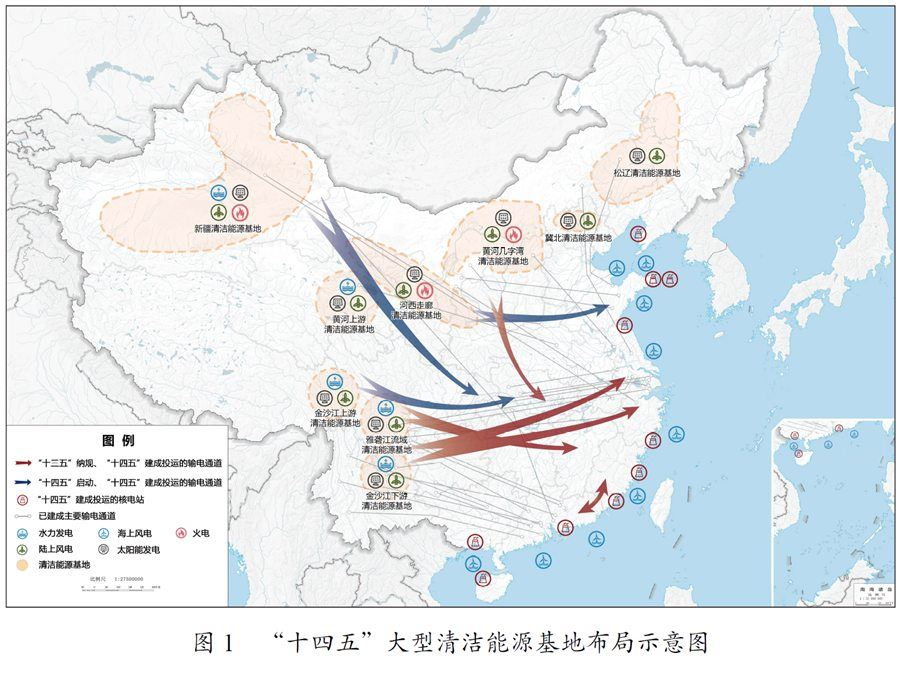 松辽清洁能源基地
新疆清洁能源基地
黄河几字湾
清洁能源基地
冀北清洁能源基地
河西走廊
清洁能源基地
黄河上游
清洁能源基地
金沙江上游
清洁能源基地
雅砻江流域
清洁能源基地
金沙江下游
清洁能源基地
图 例
“十三五”纳规、“十四五”建成投运的输电通道
“十四五”启动、“十四五”建成投运的输电通道
“十四五”建成投运的核电站
已建成主要输电通道
水力发电 海上风电 火电
陆上风电 太阳能发电
清洁能源基地
比例尺 1:27500000
南海诸岛
图 1 “十四五”大型清洁能源基地布局示意图